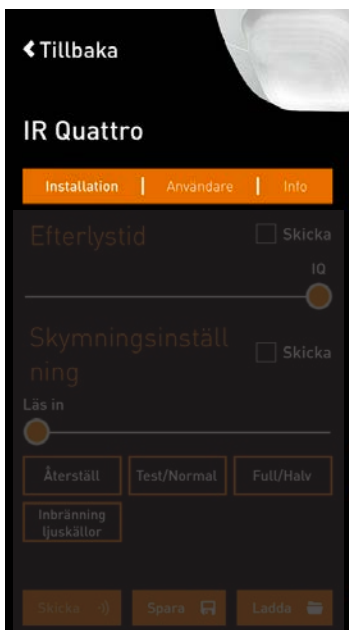 Tillbaka
IR Quattro
Installation | Användare | Info
Efterlystid Skicka
IQ
Skymningsinställ
ning Skicka
Läs in
Återställ Test/Normal Full/Halv
Inbränning
ljuskällor
Skicka Spara Ladda